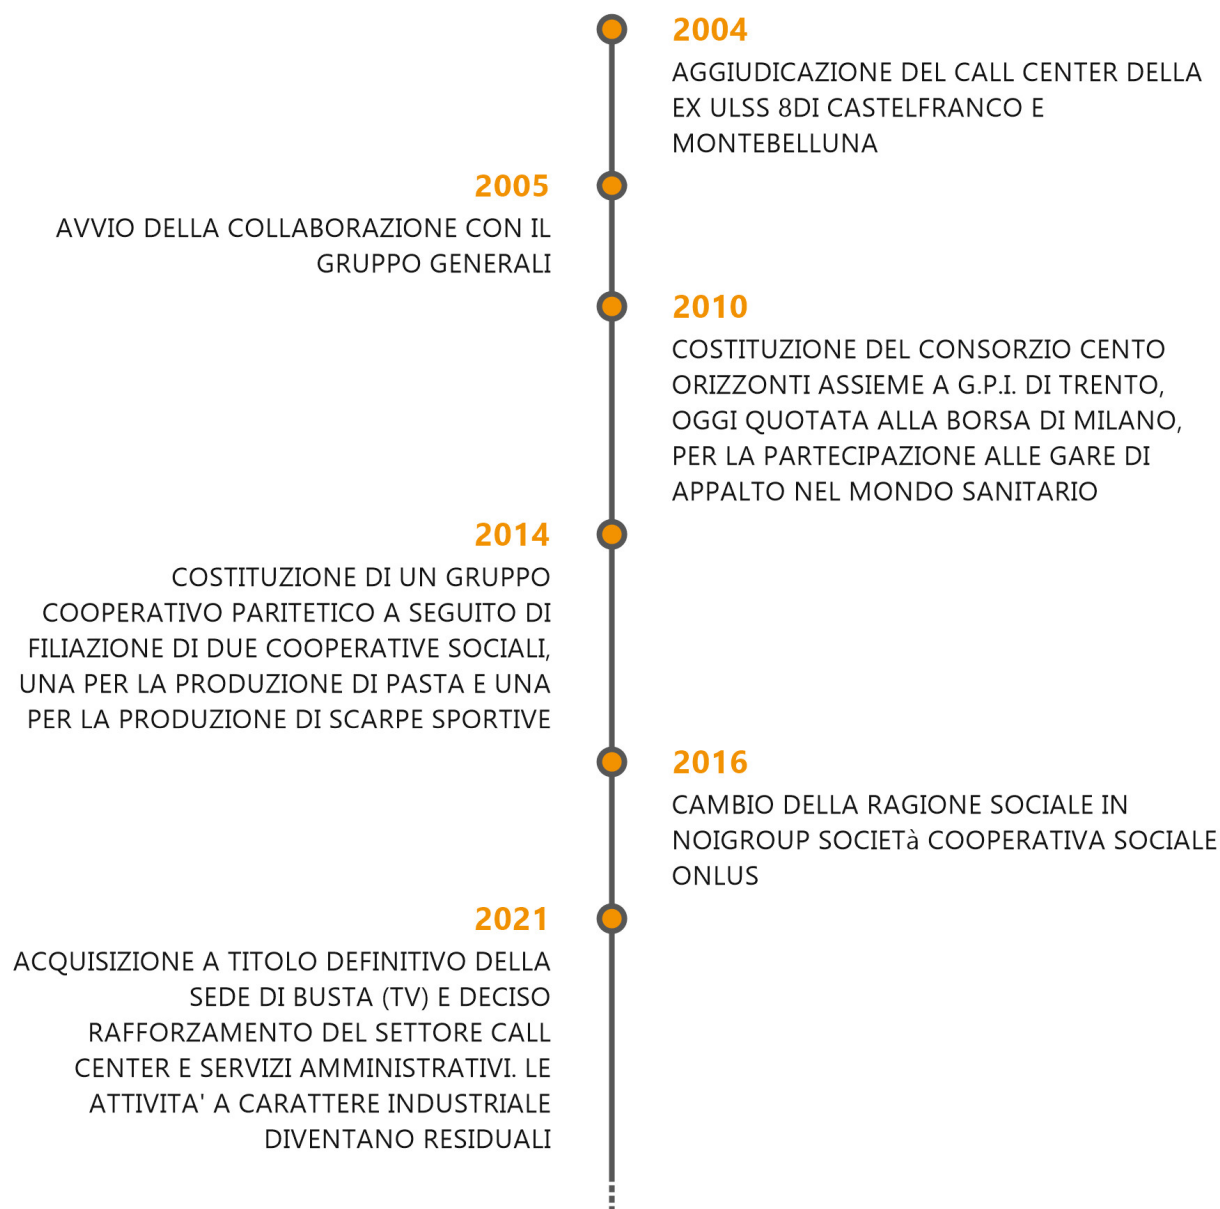 2004
AGGIUDICAZIONE DEL CALL CENTER DELLA
EX ULSS 8DI CASTELFRANCO E
MONTEBELLUNA
2005
AVVIO DELLA COLLABORAZIONE CON IL
GRUPPO GENERALI
2010
COSTITUZIONE DEL CONSORZIO CENTO
ORIZZONTI ASSIEME A G.P.I. DI TRENTO,
OGGI QUOTATA ALLA BORSA DI MILANO,
PER LA PARTECIPAZIONE ALLE GARE DI
APPALTO NEL MONDO SANITARIO
2014
COSTITUZIONE DI UN GRUPPO
COOPERATIVO PARITETICO A SEGUITO DI
FILIAZIONE DI DUE COOPERATIVE SOCIALI,
UNA PER LA PRODUZIONE DI PASTA E UNA
PER LA PRODUZIONE DI SCARPE SPORTIVE
2016
CAMBIO DELLA RAGIONE SOCIALE IN
NOIGROUP SOCIETà COOPERATIVA SOCIALE
ONLUS
2021
ACQUISIZIONE A TITOLO DEFINITIVO DELLA
SEDE DI BUSTA (TV) E DECISO
RAFFORZAMENTO DEL SETTORE CALL
CENTER E SERVIZI AMMINISTRATIVI. LE
ATTIVITA' A CARATTERE INDUSTRIALE
DIVENTANO RESIDUALI